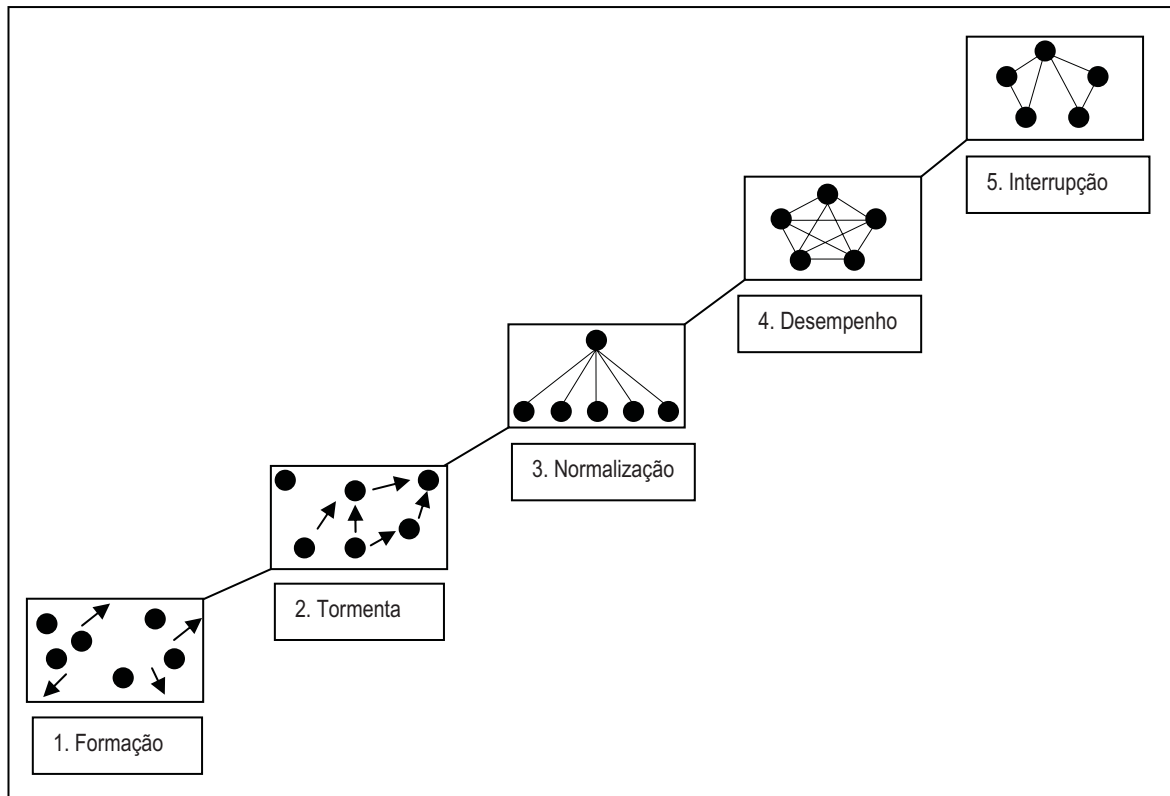 5. Interrupção
4. Desempenho
3. Normalização
2. Tormenta
1. Formação